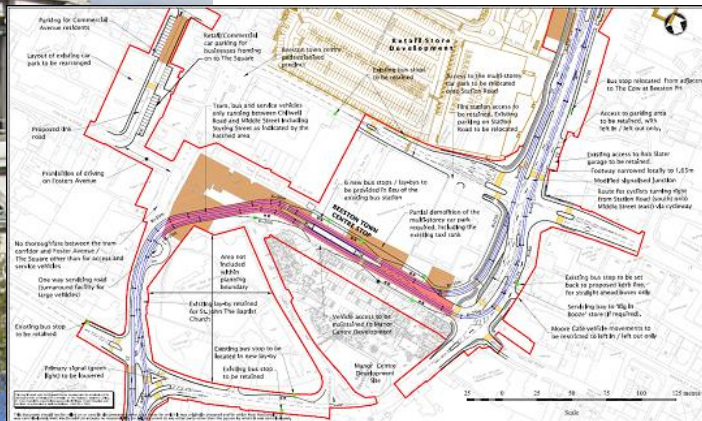 Parking for Commercial
Avenue residents
Layout of existing car
park to be rearranged
Proposed link
road
Prohibition of driving
on Fosters Avenue
No thoroughfare between the tram
corridor and Foster Avenue /
The Square other than for access and
service vehicles
One way servicing road
(turnaround facility for
large vehicles)
Existing bus stop
to be retained
Primary signal (green
light) to be louvered
Retail/Commercial
car parking for
businesses fronting
on to The Square
Beeston town centre
pedestrianised
precinct
Tram, bus and service vehicles
only running between Chilwell
Road and Middle Street including
Styring Street as indicated by the
hatched area
Existing bus stops
to be retained
Retail Store
Development
Access to the multi-storey
car park to be relocated
onto Station Road
Fire station access to
be retained. Existing
parking on Station
Road to be relocated
6 new bus stops / lay-bys to
be provided in lieu of the
existing bus station
BEESTON TOWN
CENTRE STOP
Partial demolition of the
multi-storey car park
required, including the
existing taxi rank
Area not
included
within
planning
boundary
Existing lay-by retained
for St. John The Baptist
Church
Existing bus stop to be
located in new lay-by
Existing bus stop
to be retained
Vehicle access to be
maintained to Manor
Centre Development
Manor Centre
Development
Site
Bus stop relocated from adjacent
to The Cow at Beeston PH
Access to parking area
to be retained, with
left in / left out only.
Existing access to Rob Slater
garage to be retained.
Footway narrowed locally to 1.65m
Modified signalised junction
Route for cyclists turning right
from Station Road (south) onto
Middle Street (east) via cycleway
Existing bus stop to be set
back to proposed kerb line,
for straight ahead buses only
Servicing bay to 'Big In
Booze' store (if required).
Moore Gate vehicle movements to
be restricted to left in / left out only
25 0 25 50 75 100 125 metres
Scale